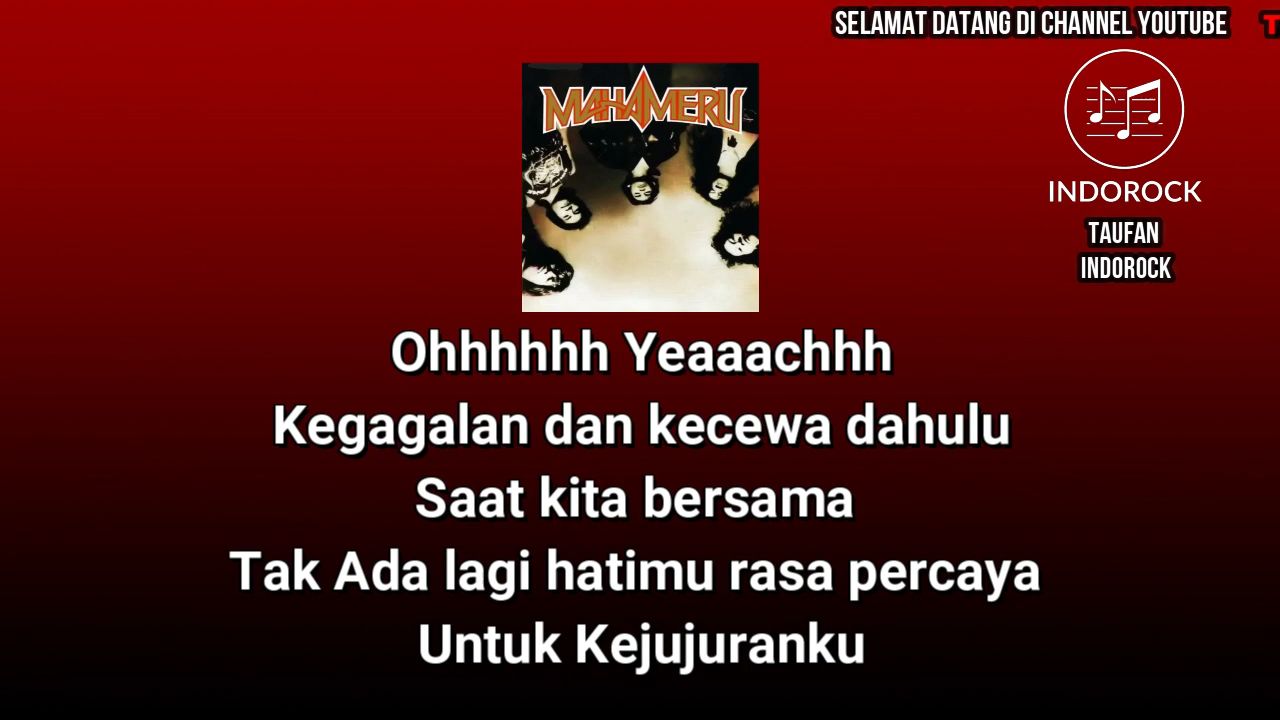 SELAMAT DATANG DI CHANNEL YOUTUBE T
MAHAMERU
INDOROCK
TAUFAN
INDOROCK
Ohhhhhh Yeaaachhh
Kegagalan dan kecewa dahulu
Saat kita bersama
Tak Ada lagi hatimu rasa percaya
Untuk Kejujuranku